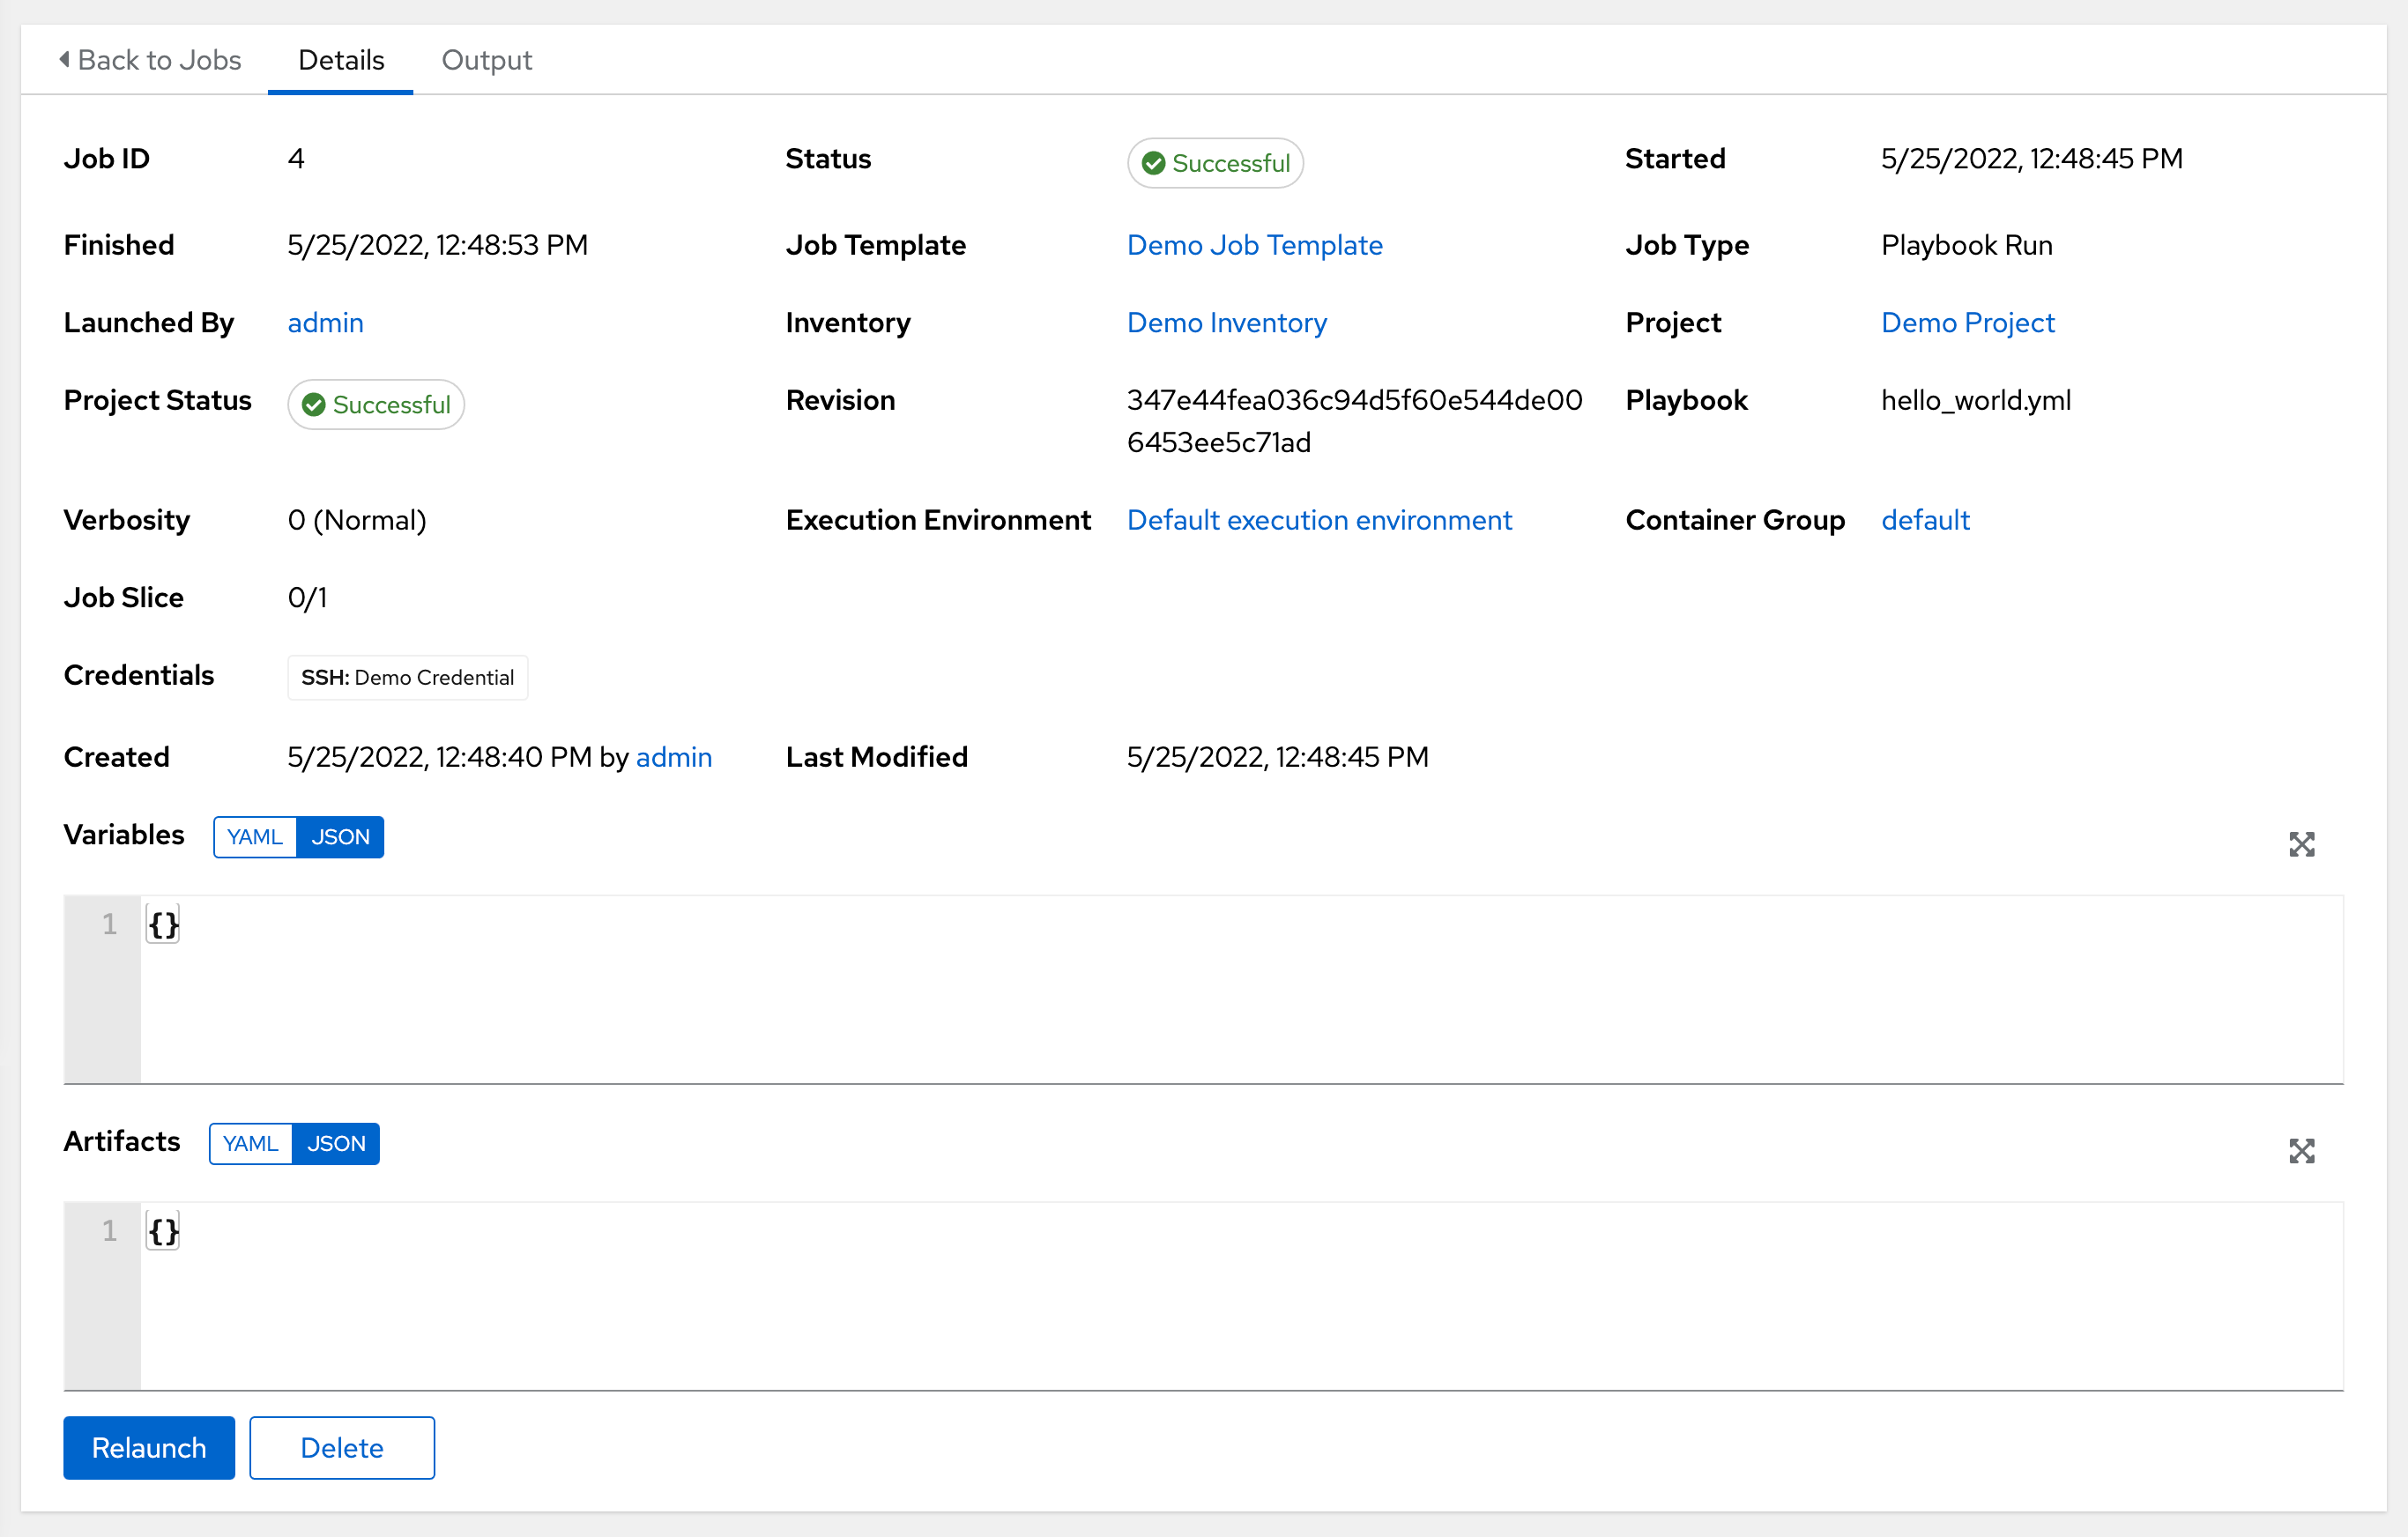 Back to Jobs Details Output
Job ID 4 Status Successful Started 5/25/2022, 12:48:45 PM
Finished 5/25/2022, 12:48:53 PM Job Template Demo Job Template Job Type Playbook Run
Launched By admin Inventory Demo Inventory Project Demo Project
Project Status Successful Revision 347e44fea036c94d5f60e544de00 Playbook hello_world.yml
6453ee5c71ad
Verbosity 0 (Normal) Execution Environment Default execution environment Container Group default
Job Slice 0/1
Credentials SSH: Demo Credential
Created 5/25/2022, 12:48:40 PM by admin Last Modified 5/25/2022, 12:48:45 PM
Variables YAML JSON
1 {}
Artifacts YAML JSON
1 {}
Relaunch Delete